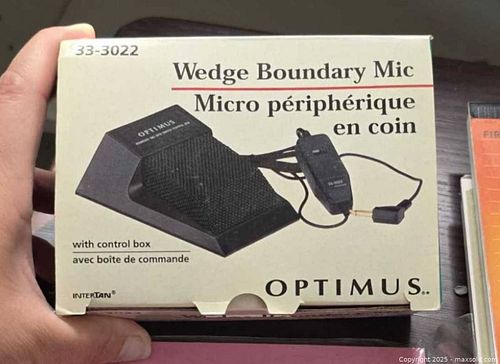 33-3022
Wedge Boundary Mic
Micro périphérique
en coin
OPTIMUS
with control box
avec boîte de commande
INTERTAN®
OPTIMUS
FIB
Copyright 2025 - maxsold.com